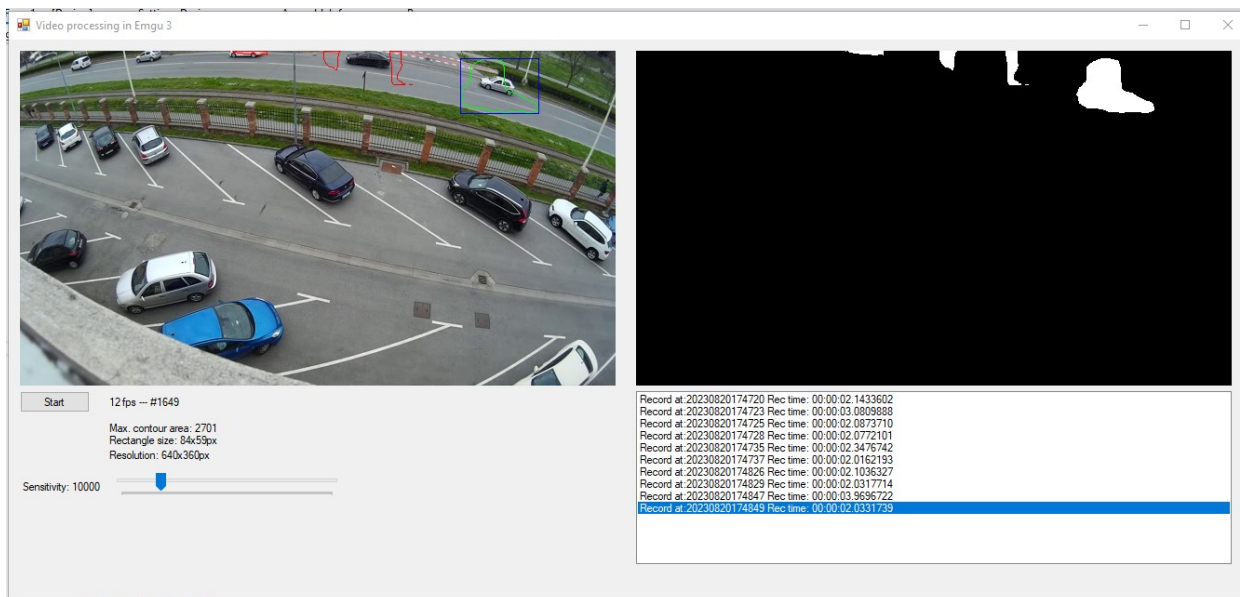 Video processing in Emgu 3
Start
12 fps --- #1649
Max. contour area: 2701
Rectangle size: 84x59px
Resolution: 640x360px
Sensitivity: 10000
Record at:20230820174720 Rec time: 00:00:02.1433602
Record at:20230820174723 Rec time: 00:00:03.0809888
Record at:20230820174725 Rec time: 00:00:02.0873710
Record at:20230820174728 Rec time: 00:00:02.0772101
Record at:20230820174735 Rec time: 00:00:02.3476742
Record at:20230820174737 Rec time: 00:00:02.0162193
Record at:20230820174826 Rec time: 00:00:02.1036327
Record at:20230820174829 Rec time: 00:00:02.0317714
Record at:20230820174847 Rec time: 00:00:03.9696722
Record at:20230820174849 Rec time: 00:00:02.0331739